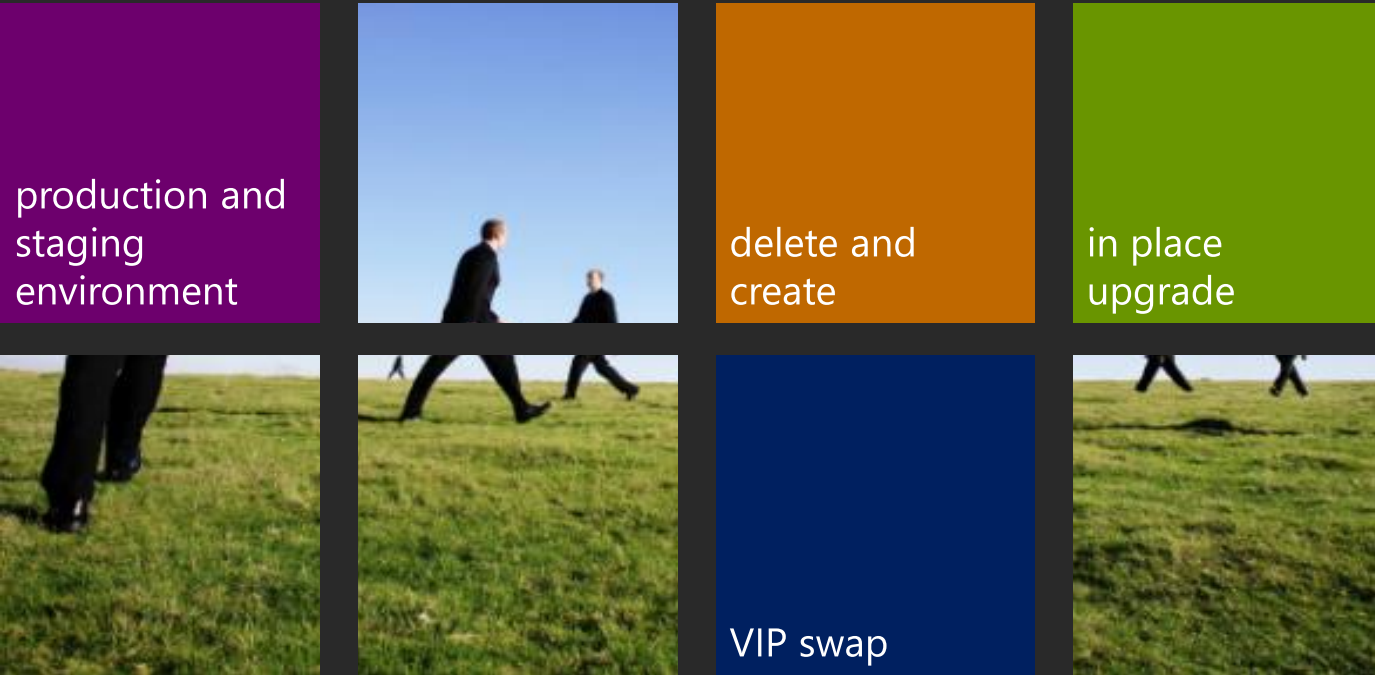 production and
staging
environment
delete and
create
in place
upgrade
VIP swap